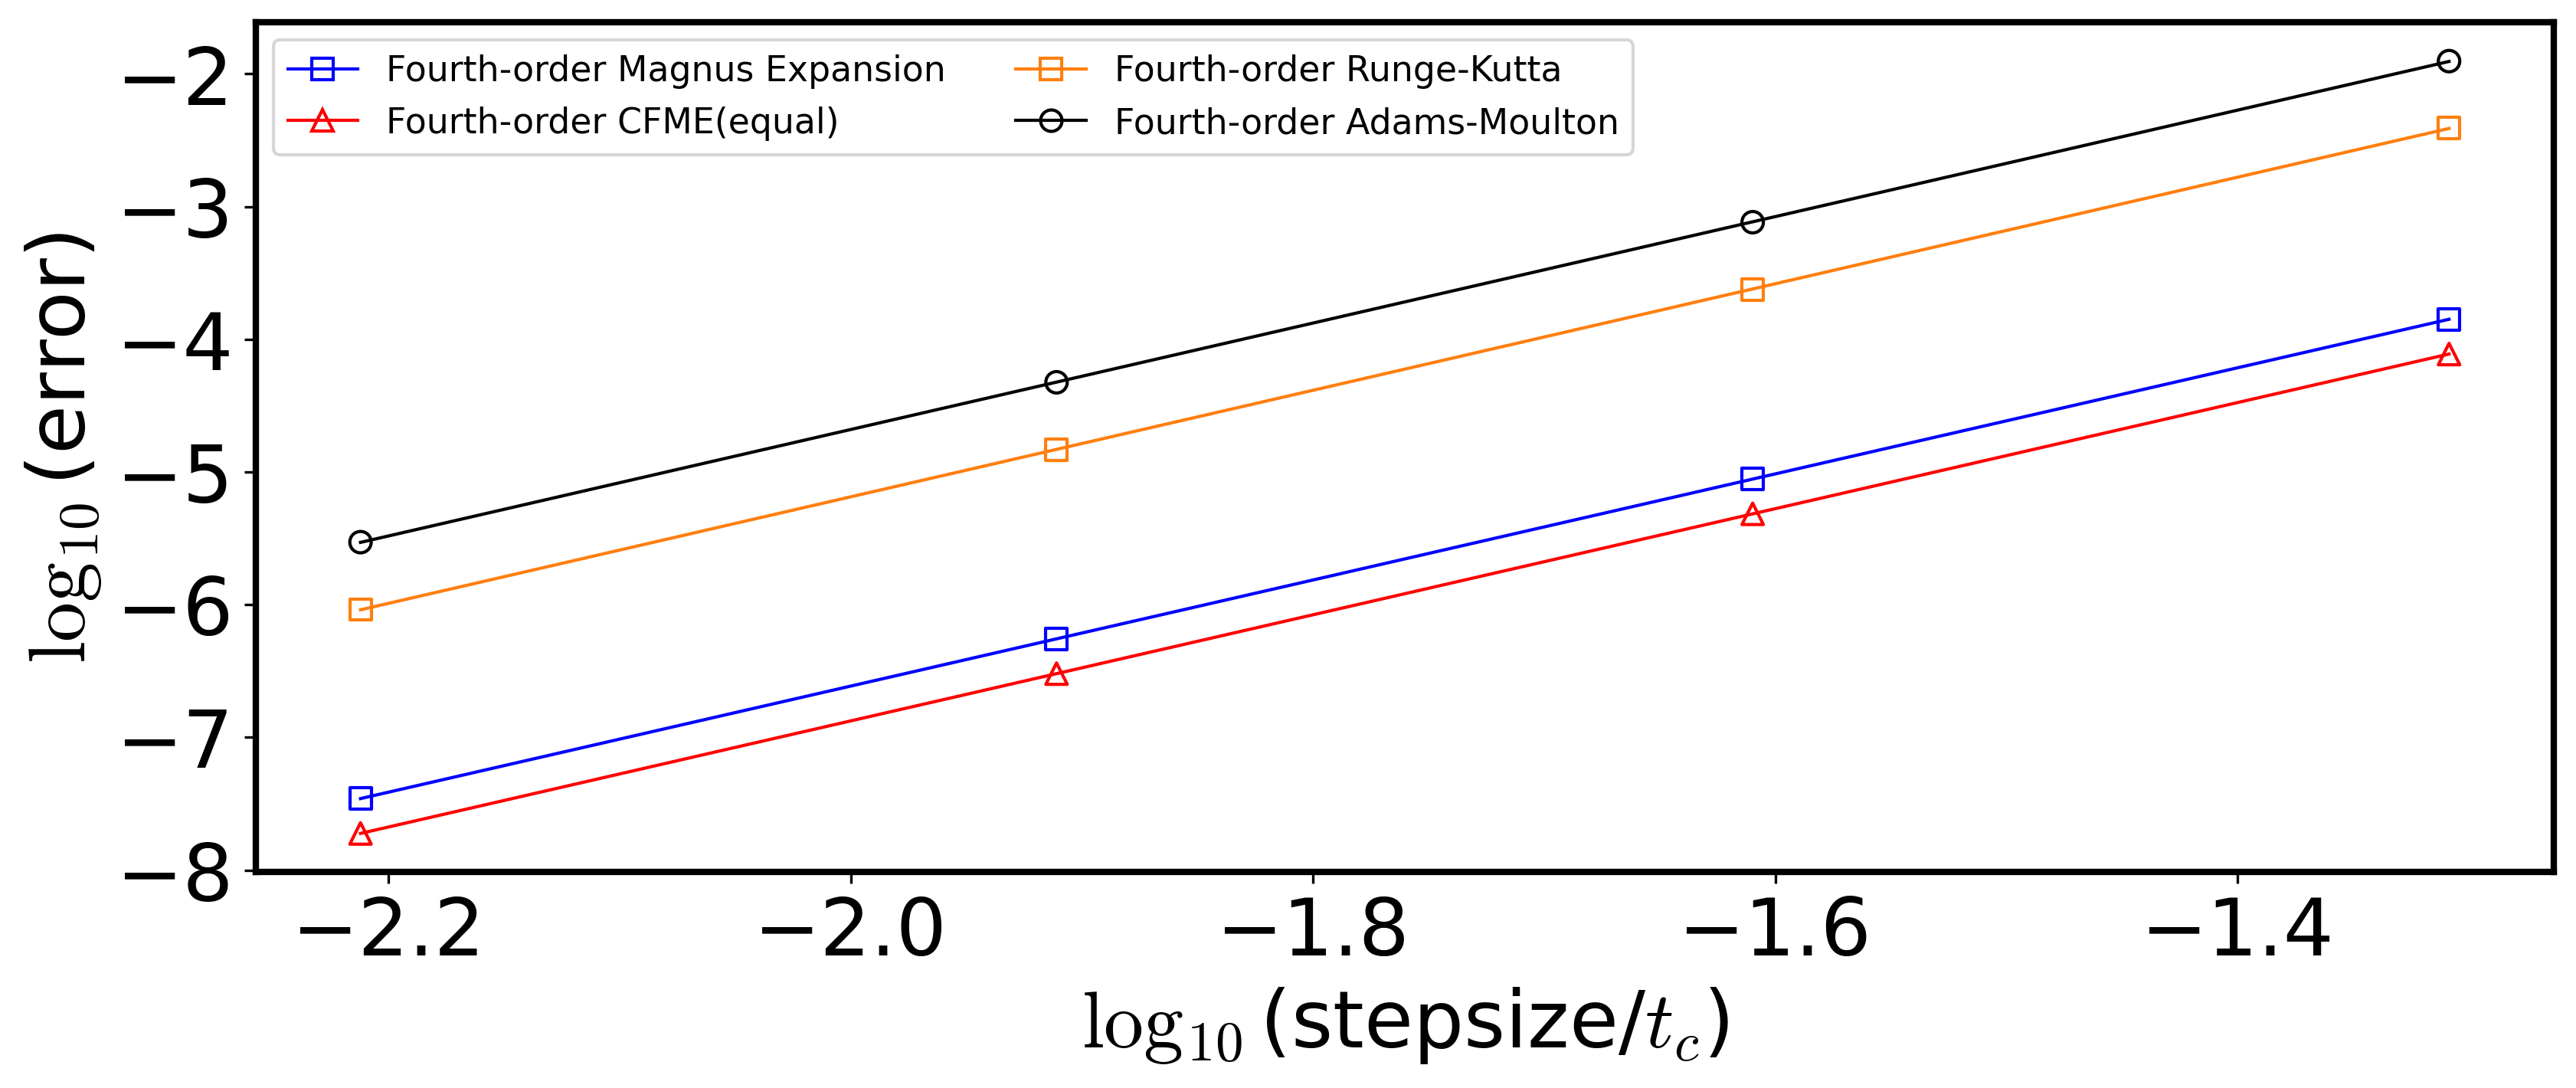 Fourth-order Magnus Expansion
Fourth-order CFME(equal)
Fourth-order Runge-Kutta
Fourth-order Adams-Moulton
−2
−3
−4
−5
−6
−7
−8
log₁₀ (error)
−2.2 −2.0 −1.8 −1.6 −1.4
log₁₀ (stepsize/t_c)